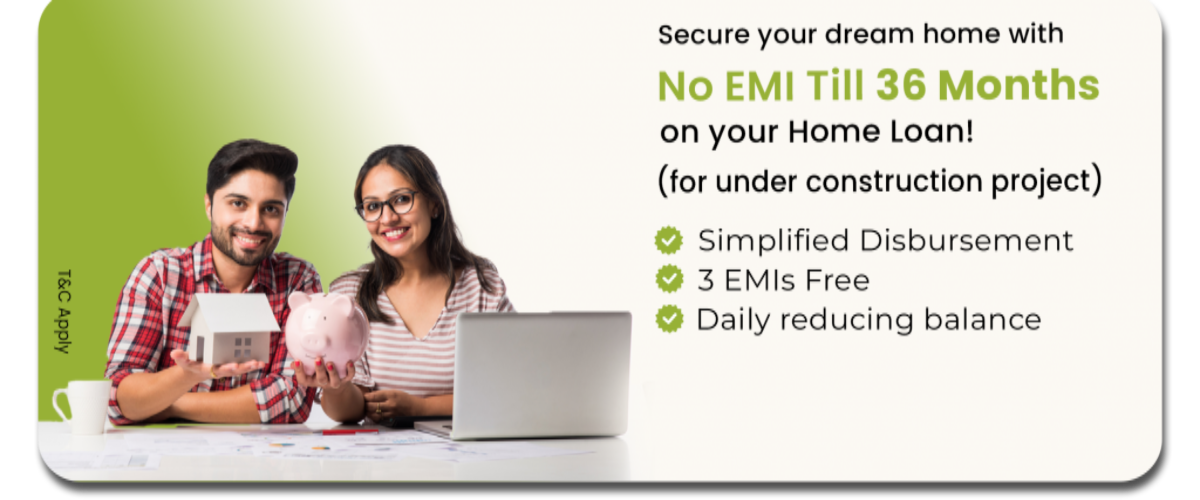 Secure your dream home with
No EMI Till 36 Months
on your Home Loan!
(for under construction project)
Simplified Disbursement
3 EMIs Free
Daily reducing balance
T&C Apply